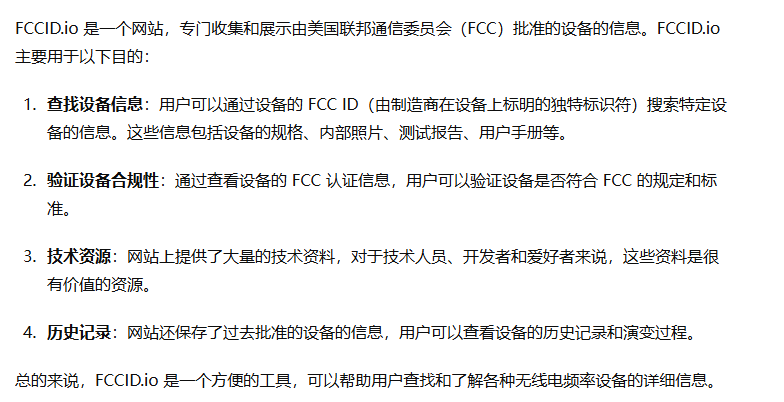 FCCID.io 是一个网站，专门收集和展示由美国联邦通信委员会（FCC）批准的设备的信息。FCCID.io
主要用于以下目的：
1. 查找设备信息：用户可以通过设备的 FCC ID（由制造商在设备上标明的独特标识符）搜索特定设
备的信息。这些信息包括设备的规格、内部照片、测试报告、用户手册等。
2. 验证设备合规性：通过查看设备的 FCC 认证信息，用户可以验证设备是否符合 FCC 的规定和标
准。
3. 技术资源：网站上提供了大量的技术资料，对于技术人员、开发者和爱好者来说，这些资料是很
有价值的资源。
4. 历史记录：网站还保存了过去批准的设备的信息，用户可以查看设备的历史记录和演变过程。
总的来说，FCCID.io 是一个方便的工具，可以帮助用户查找和了解各种无线电频率设备的详细信息。